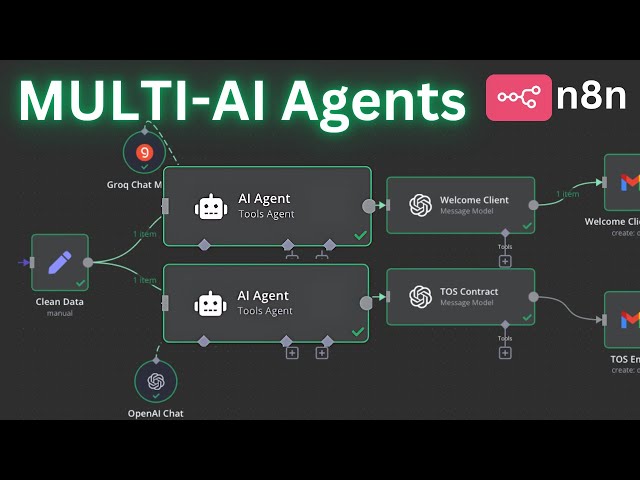 MULTI-AI Agents
n8n
Groq Chat M
AI Agent
Tools Agent
Welcome Client
Message Model
Tools
1 item
Welcome Clie
create: d
1 item
Clean Data
manual
1 item
AI Agent
Tools Agent
TOS Contract
Message Model
Tools
TOS En
create: d
OpenAI Chat